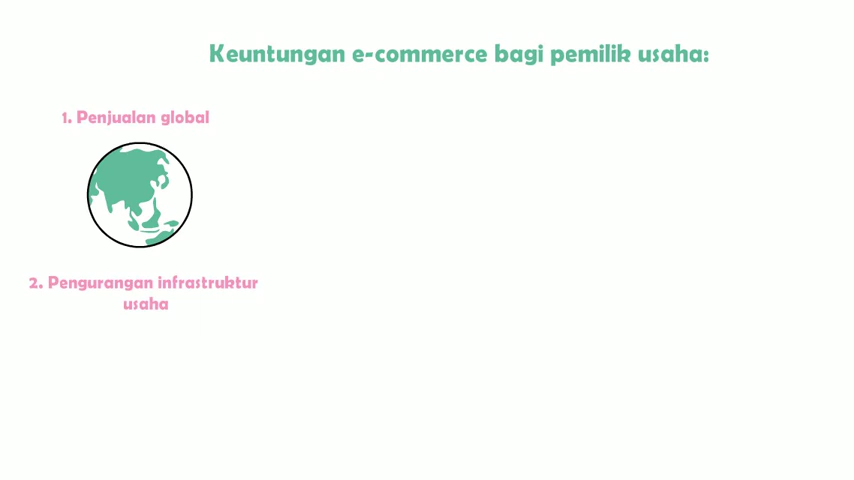 Keuntungan e-commerce bagi pemilik usaha:
1. Penjualan global
2. Pengurangan infrastruktur
usaha